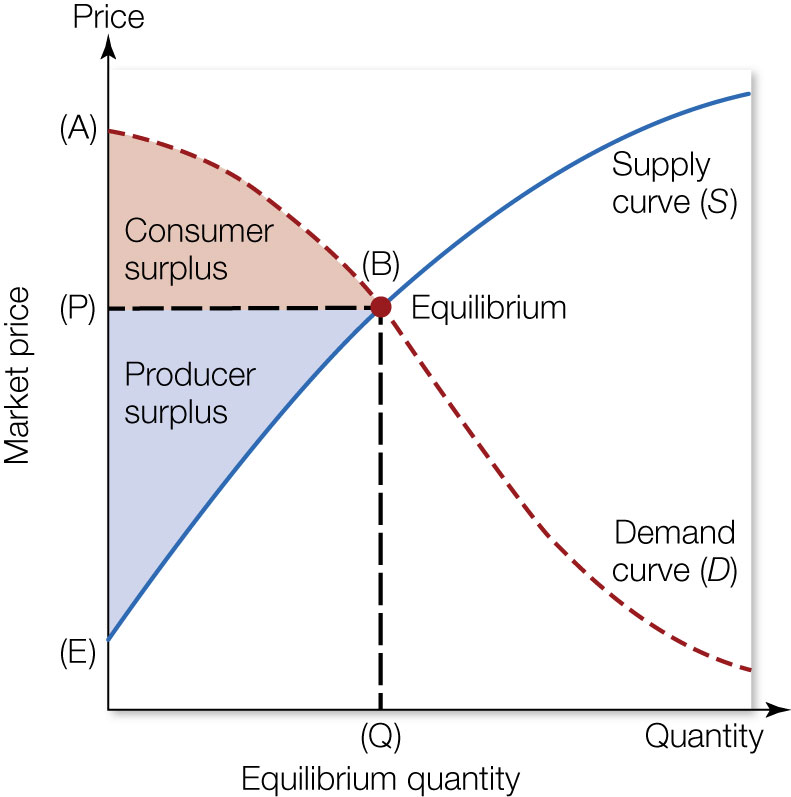 Price
(A)
Supply
curve (S)
Consumer
surplus
(B)
(P)
Equilibrium
Market price
Producer
surplus
Demand
curve (D)
(E)
(Q)
Quantity
Equilibrium quantity